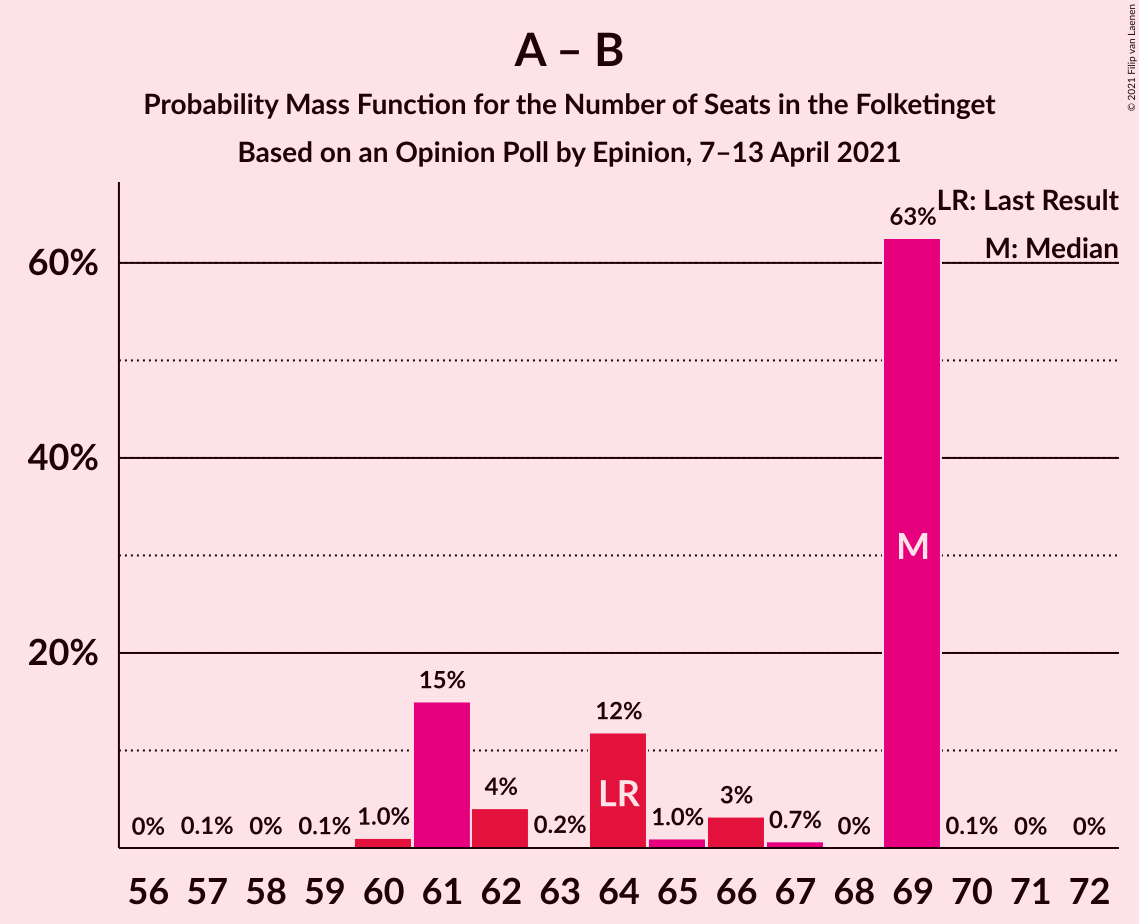 A – B
Probability Mass Function for the Number of Seats in the Folketinget
Based on an Opinion Poll by Epinion, 7–13 April 2021
© 2021 Filip van Laenen
LR: Last Result
M: Median
60%
40%
20%
0% 0.1% 0% 0.1% 1.0% 15% 4% 0.2% 12% 1.0% 3% 0.7% 0% 63% 0.1% 0% 0%
LR
M
56 57 58 59 60 61 62 63 64 65 66 67 68 69 70 71 72